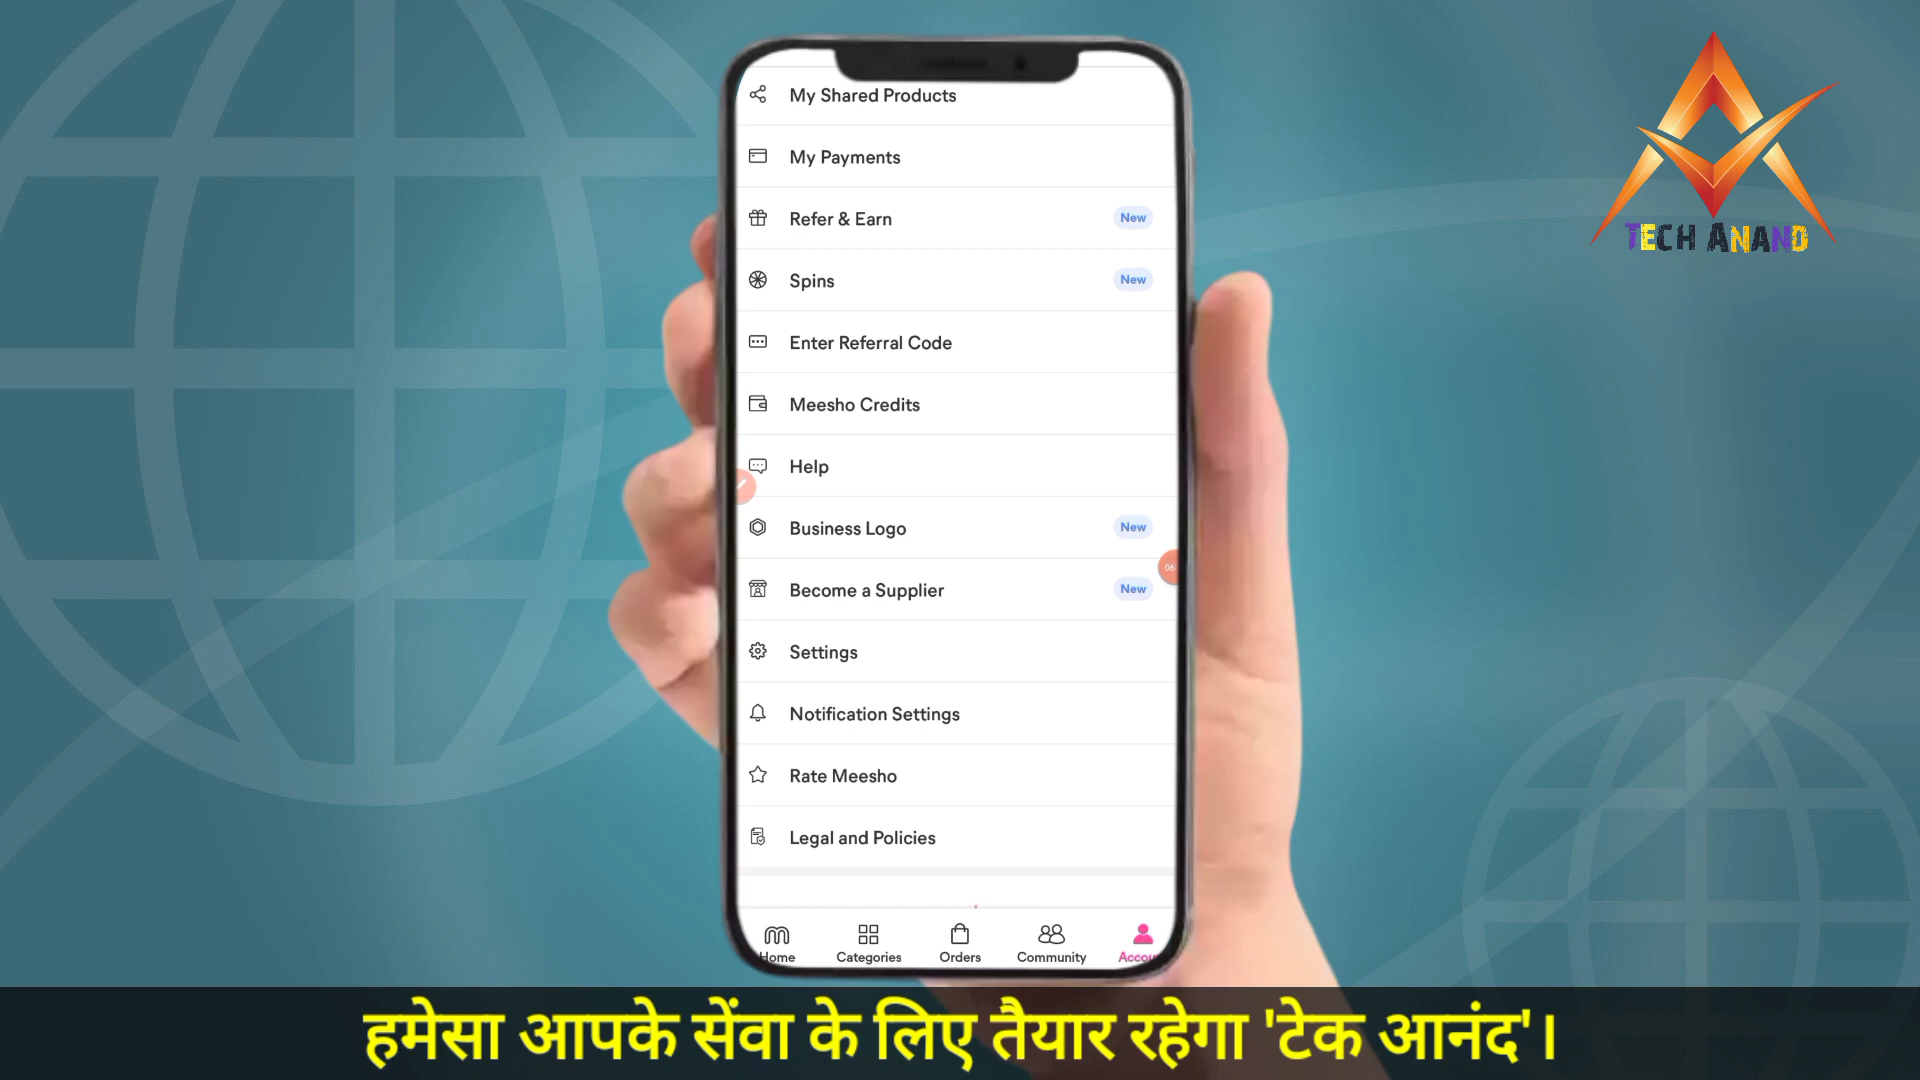 My Shared Products
My Payments
Refer & Earn
New
Spins
New
Enter Referral Code
Meesho Credits
Help
Business Logo
New
06
Become a Supplier
New
Settings
Notification Settings
Rate Meesho
Legal and Policies
Home
Categories
Orders
Community
Accou
TECH ANAND
हमेसा आपके सेंवा के लिए तैयार रहेगा 'टेक आनंद'।